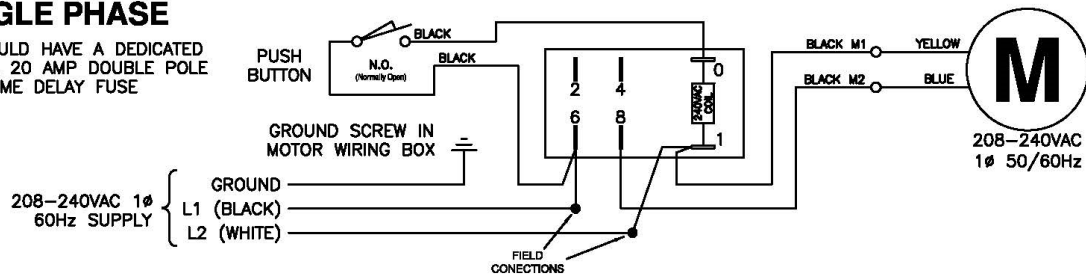 GLE PHASE
ULD HAVE A DEDICATED
20 AMP DOUBLE POLE
ME DELAY FUSE
PUSH
BUTTON
N.O.
(Normally Open)
BLACK
BLACK
GROUND SCREW IN
MOTOR WIRING BOX
208-240VAC 1ø
60Hz SUPPLY
GROUND
L1 (BLACK)
L2 (WHITE)
2
4
6
8
0
240VAC
COIL
1
FIELD
CONECTIONS
BLACK M1
YELLOW
BLACK M2
BLUE
M
208-240VAC
1ø 50/60Hz